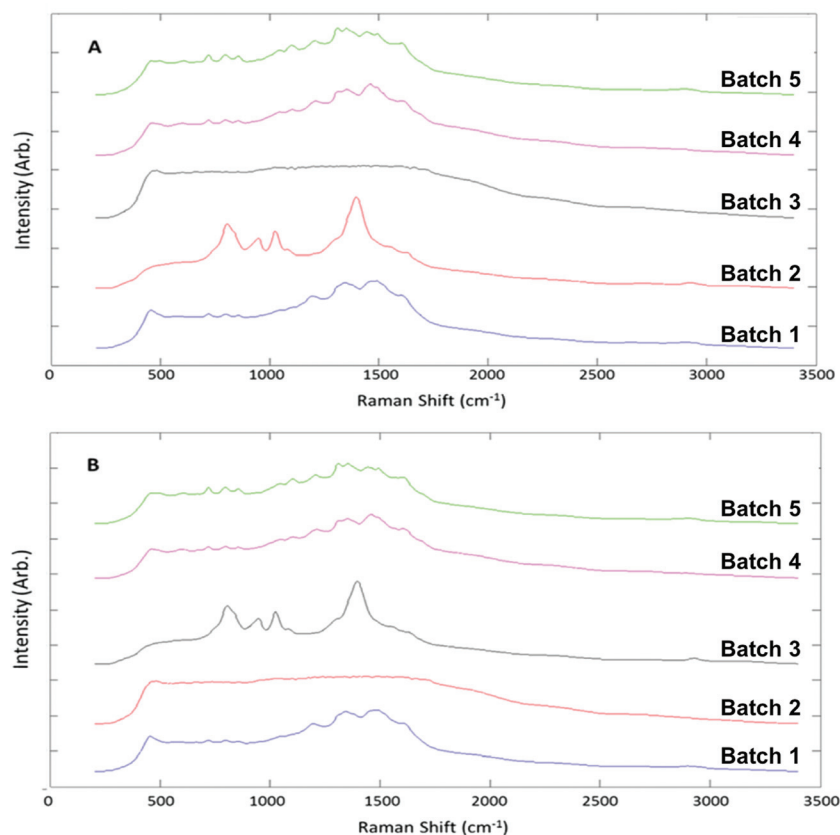 A
Batch 5
Batch 4
Batch 3
Batch 2
Batch 1
Intensity (Arb.)
0 500 1000 1500 2000 2500 3000 3500
Raman Shift (cm⁻¹)
B
Batch 5
Batch 4
Batch 3
Batch 2
Batch 1
Intensity (Arb.)
0 500 1000 1500 2000 2500 3000 3500
Raman Shift (cm⁻¹)